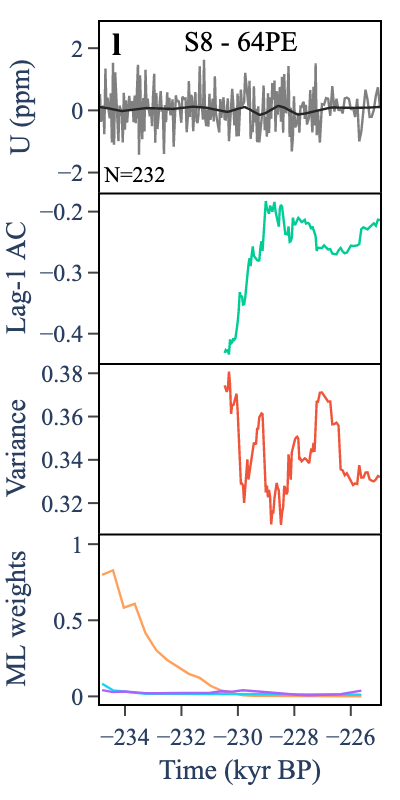 l S8 - 64PE
U (ppm)
2
0
−2
N=232
Lag-1 AC
−0.2
−0.3
−0.4
Variance
0.38
0.36
0.34
0.32
ML weights
1
0.5
0
−234 −232 −230 −228 −226
Time (kyr BP)